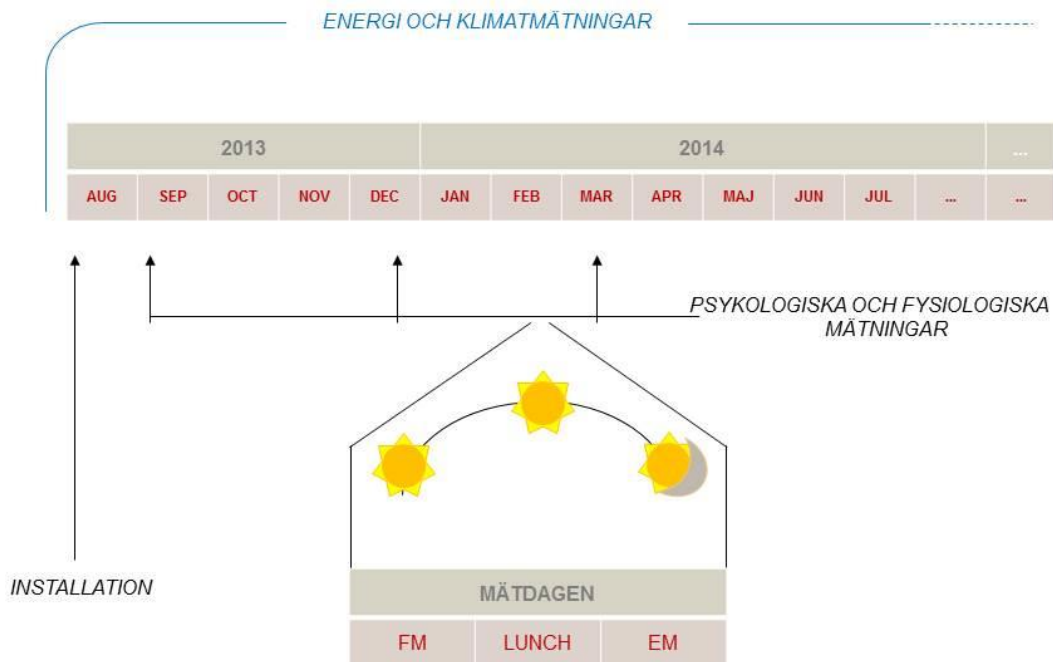 ENERGI OCH KLIMATMÄTNINGAR
2013 2014 ...
AUG SEP OCT NOV DEC JAN FEB MAR APR MAJ JUN JUL ... ...
PSYKOLOGISKA OCH FYSIOLOGISKA
MÄTNINGAR
INSTALLATION
MÄTDAGEN
FM LUNCH EM